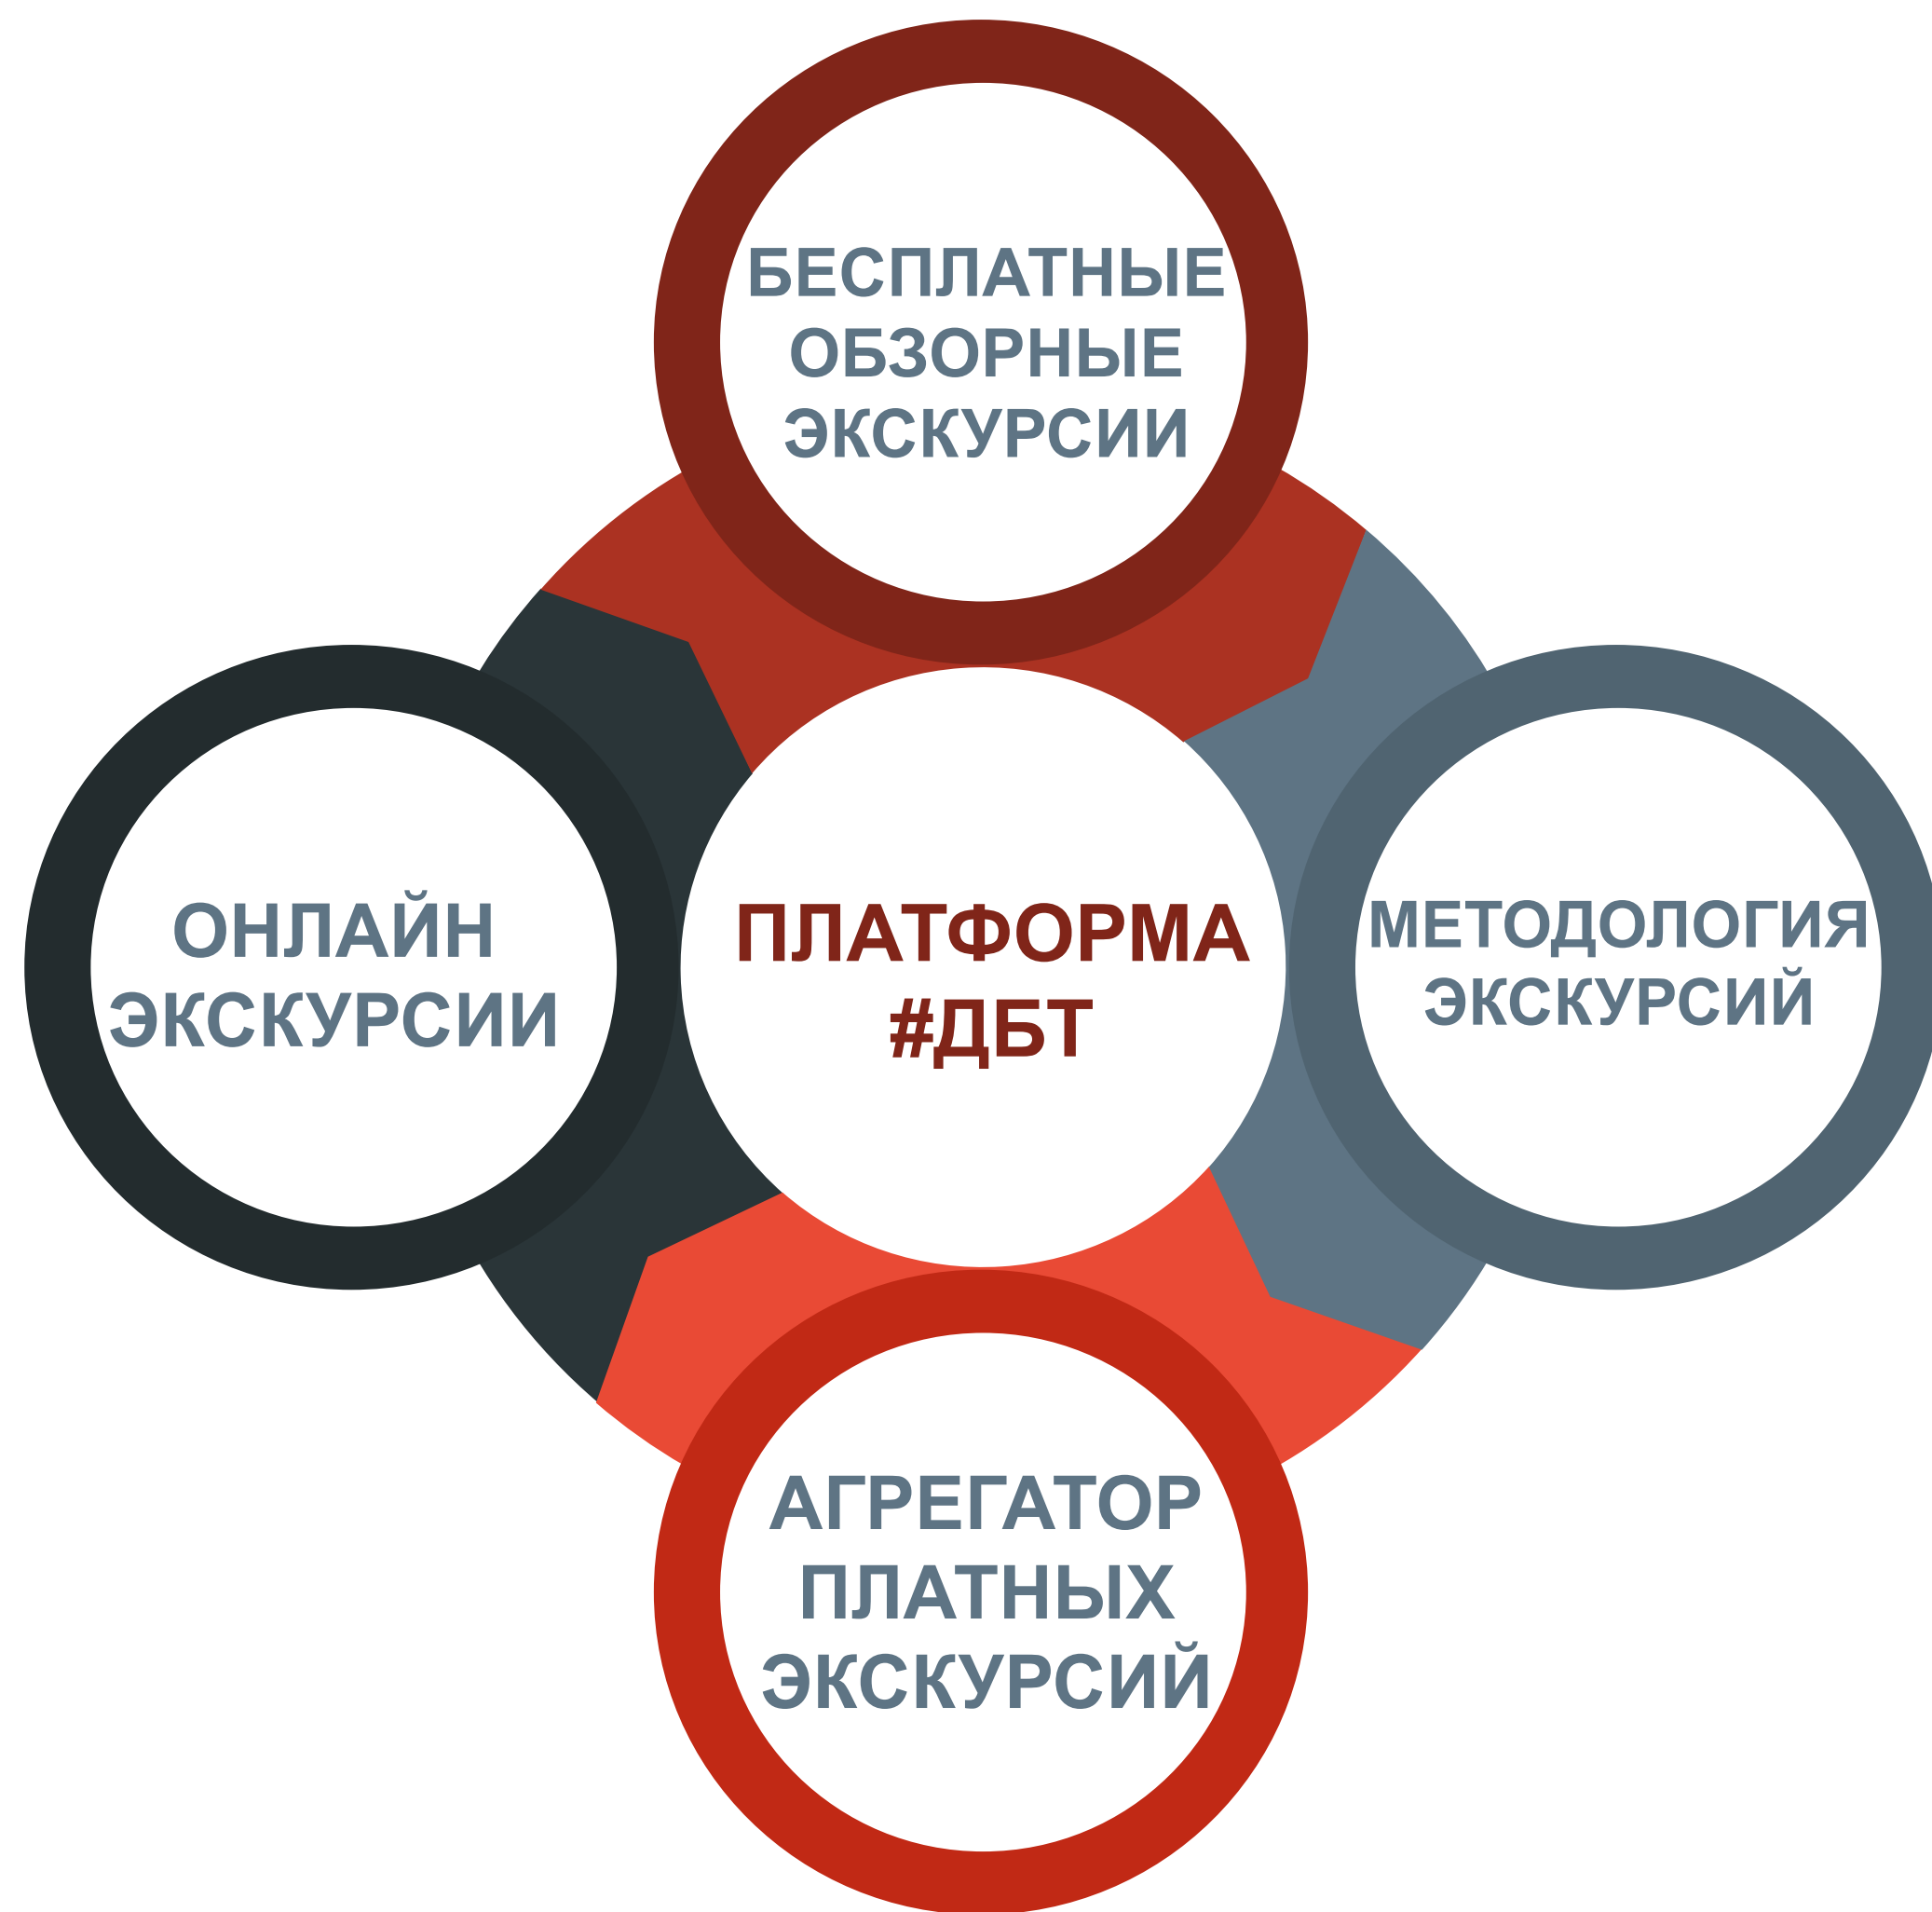 БЕСПЛАТНЫЕ
ОБЗОРНЫЕ
ЭКСКУРСИИ
ОНЛАЙН
ЭКСКУРСИИ
ПЛАТФОРМА
#ДБТ
МЕТОДОЛОГИЯ
ЭКСКУРСИЙ
АГРЕГАТОР
ПЛАТНЫХ
ЭКСКУРСИЙ